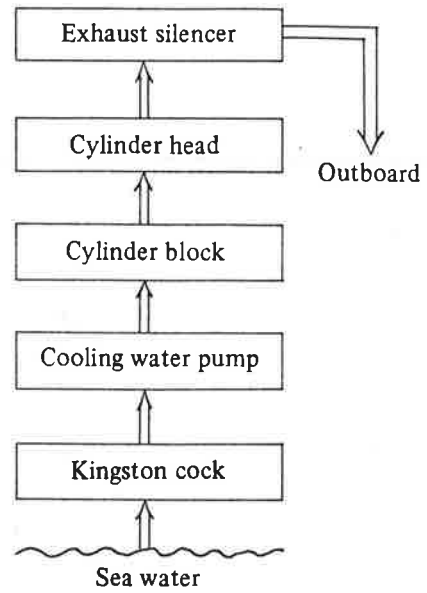 Exhaust silencer
Cylinder head
Outboard
Cylinder block
Cooling water pump
Kingston cock
Sea water